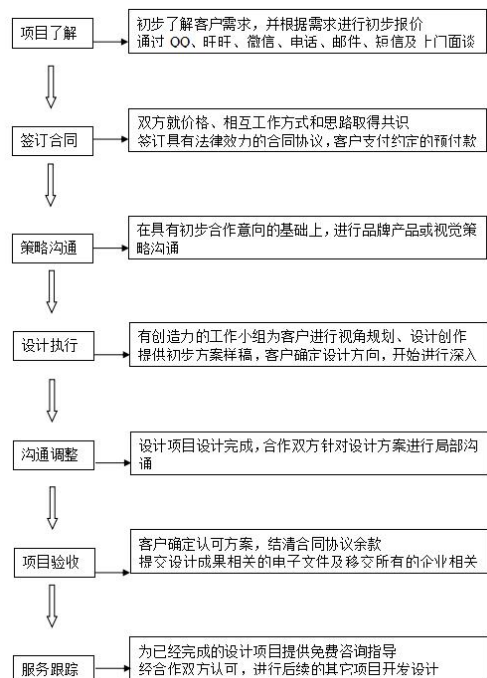 项目了解
初步了解客户需求，并根据需求进行初步报价
通过 QQ、旺旺、微信、电话、邮件、短信及上门面谈
签订合同
双方就价格、相互工作方式和思路取得共识
签订具有法律效力的合同协议，客户支付约定的预付款
策略沟通
在具有初步合作意向的基础上，进行品牌产品或视觉策
略沟通
设计执行
有创造力的工作小组为客户进行视角规划、设计创作
提供初步方案样稿，客户确定设计方向，开始进行深入
沟通调整
设计项目设计完成，合作双方针对设计方案进行局部沟
通
项目验收
客户确定认可方案，结清合同协议余款
提交设计成果相关的电子文件及移交所有的企业相关
服务跟踪
为已经完成的设计项目提供免费咨询指导
经合作双方认可，进行后续的其它项目开发设计